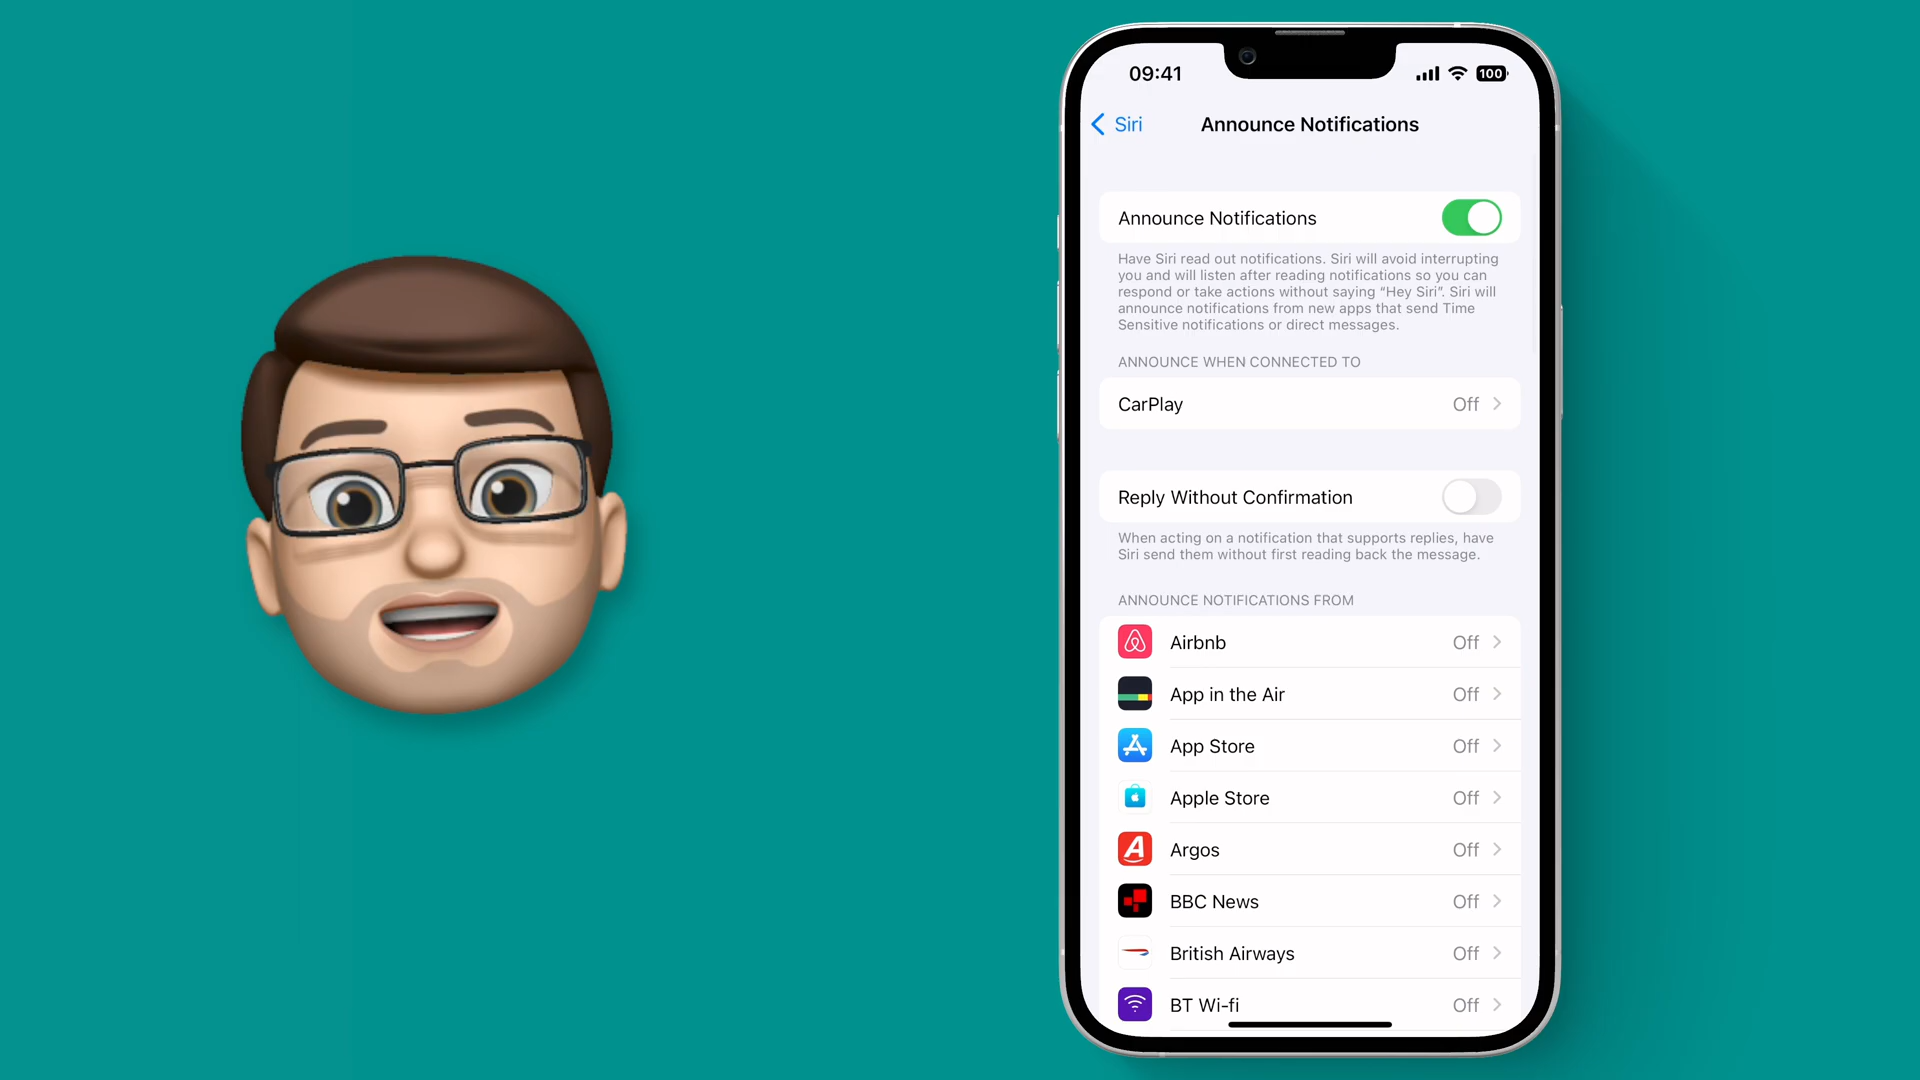 09:41
100
Siri
Announce Notifications
Announce Notifications
Have Siri read out notifications. Siri will avoid interrupting
you and will listen after reading notifications so you can
respond or take actions without saying “Hey Siri”. Siri will
announce notifications from new apps that send Time
Sensitive notifications or direct messages.
ANNOUNCE WHEN CONNECTED TO
CarPlay Off
Reply Without Confirmation
When acting on a notification that supports replies, have
Siri send them without first reading back the message.
ANNOUNCE NOTIFICATIONS FROM
Airbnb Off
App in the Air Off
App Store Off
Apple Store Off
Argos Off
BBC News Off
British Airways Off
BT Wi-fi Off